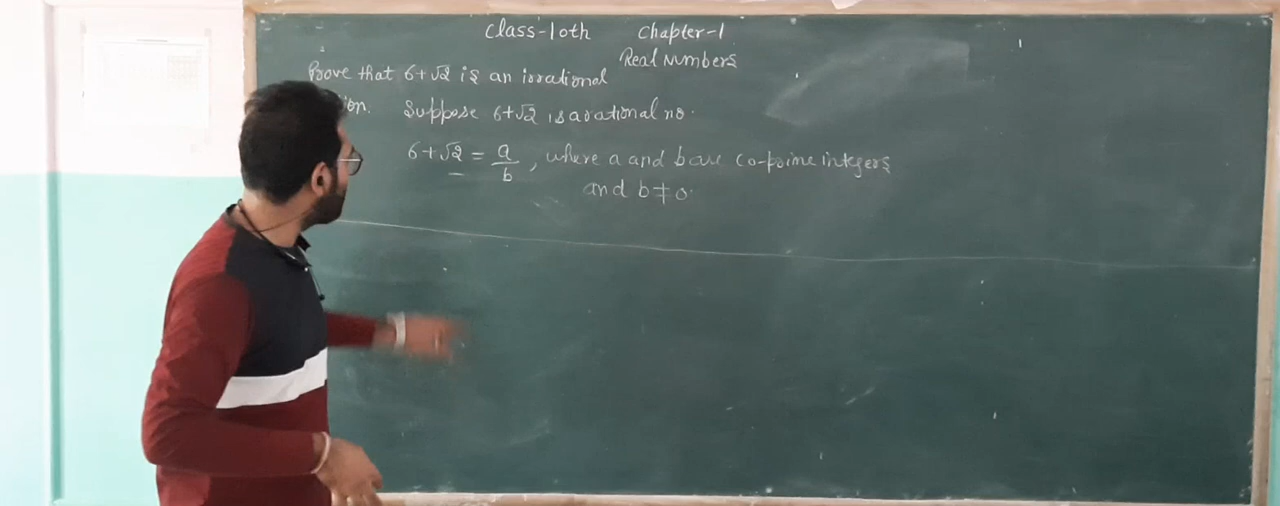 Class-10th Chapter-1
Real Numbers
Prove that 6+√2 is an irrational
ion. Suppose 6+√2 is a rational no.
6+√2 = a/b, where a and b are co-prime integers
and b≠0.